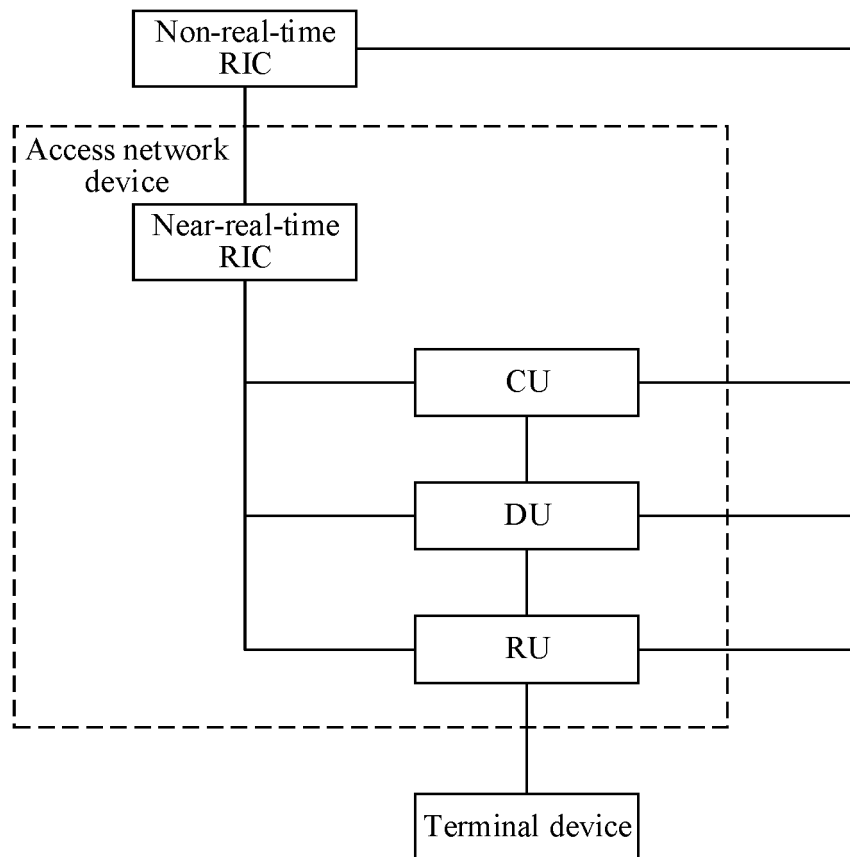 Non-real-time
RIC
Access network
device
Near-real-time
RIC
CU
DU
RU
Terminal device